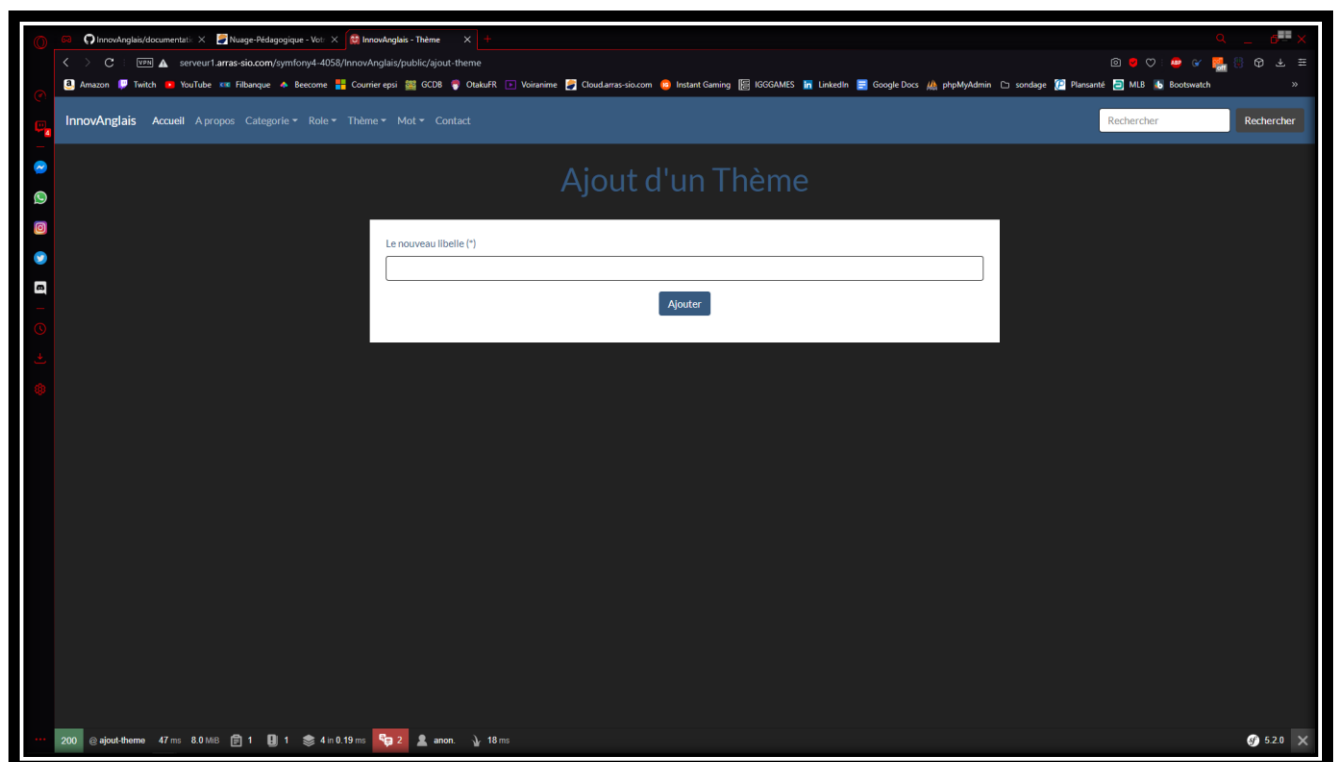 InnovAnglais/documentati
Nuage-Pédagogique - Votr
InnovAnglais - Thème
VPN
serveur1.arras-sio.com/symfony4-4058/InnovAnglais/public/ajout-theme
Amazon Twitch YouTube Filbanque Beecome Courrier epsi GCDB OtakuFR Voiranime Cloud.arras-sio.com Instant Gaming IGGGAMES LinkedIn Google Docs phpMyAdmin sondage Plansanté MLB Bootswatch »
InnovAnglais Accueil A propos Categorie Role Thème Mot Contact Rechercher Rechercher
Ajout d'un Thème
Le nouveau libelle (*)
Ajouter
200 @ ajout-theme 47 ms 8.0 MiB 1 1 4 in 0.19 ms 2 anon. 18 ms 5.2.0